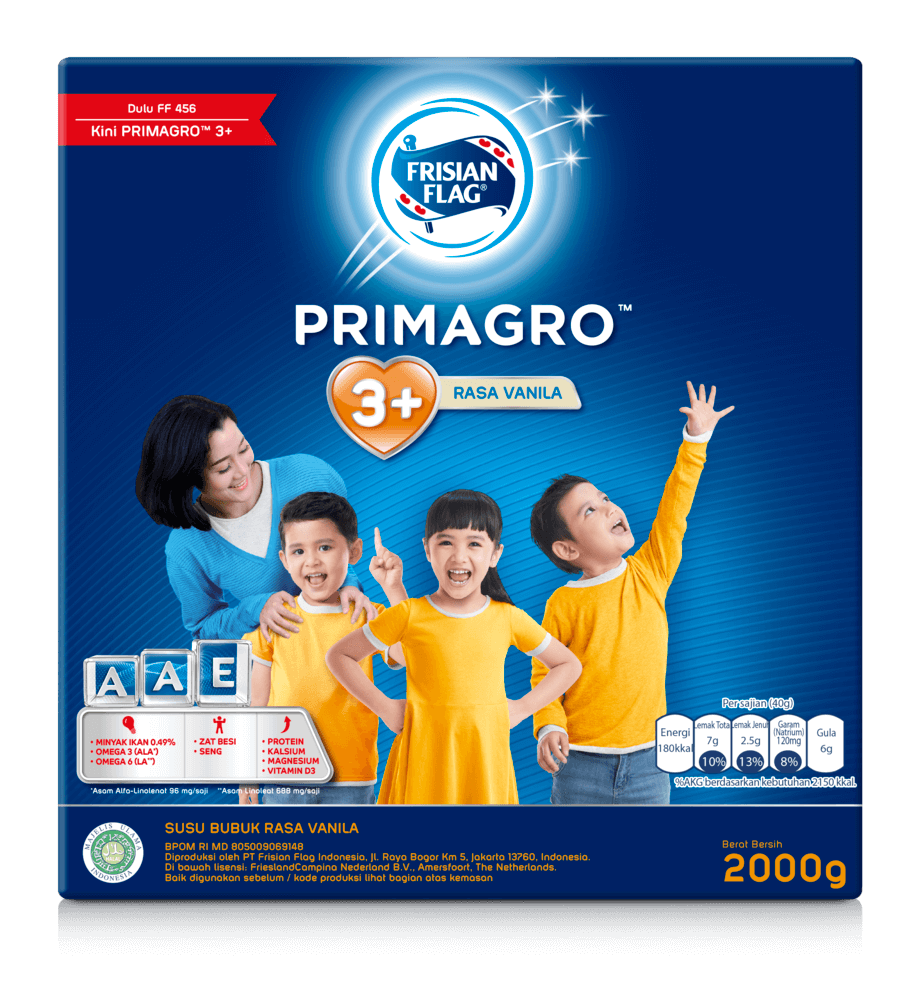 Dulu FF 456
Kini PRIMAGRO™ 3+
FRISIAN
FLAG®
PRIMAGRO™
3+
RASA VANILA
A A E
• MINYAK IKAN 0.49%
• OMEGA 3 (ALA*)
• OMEGA 6 (LA**)
• ZAT BESI
• SENG
• PROTEIN
• KALSIUM
• MAGNESIUM
• VITAMIN D3
*Asam Alfa-Linolenat 96 mg/saji **Asam Linoleat 688 mg/saji
Per sajian (40g)
Energi
180kkal
Lemak Total
7g
10%
Lemak Jenuh
2.5g
13%
Garam
(Natrium)
120mg
8%
Gula
6g
%AKG berdasarkan kebutuhan 2150 kkal.
MAJELIS ULAMA
INDONESIA
SUSU BUBUK RASA VANILA
BPOM RI MD 805009069148
Diproduksi oleh PT Frisian Flag Indonesia, Jl. Raya Bogor Km 5, Jakarta 13760, Indonesia.
Di bawah lisensi: FrieslandCampina Nederland B.V., Amersfoort, The Netherlands.
Baik digunakan sebelum / kode produksi lihat bagian atas kemasan
Berat Bersih
2000g